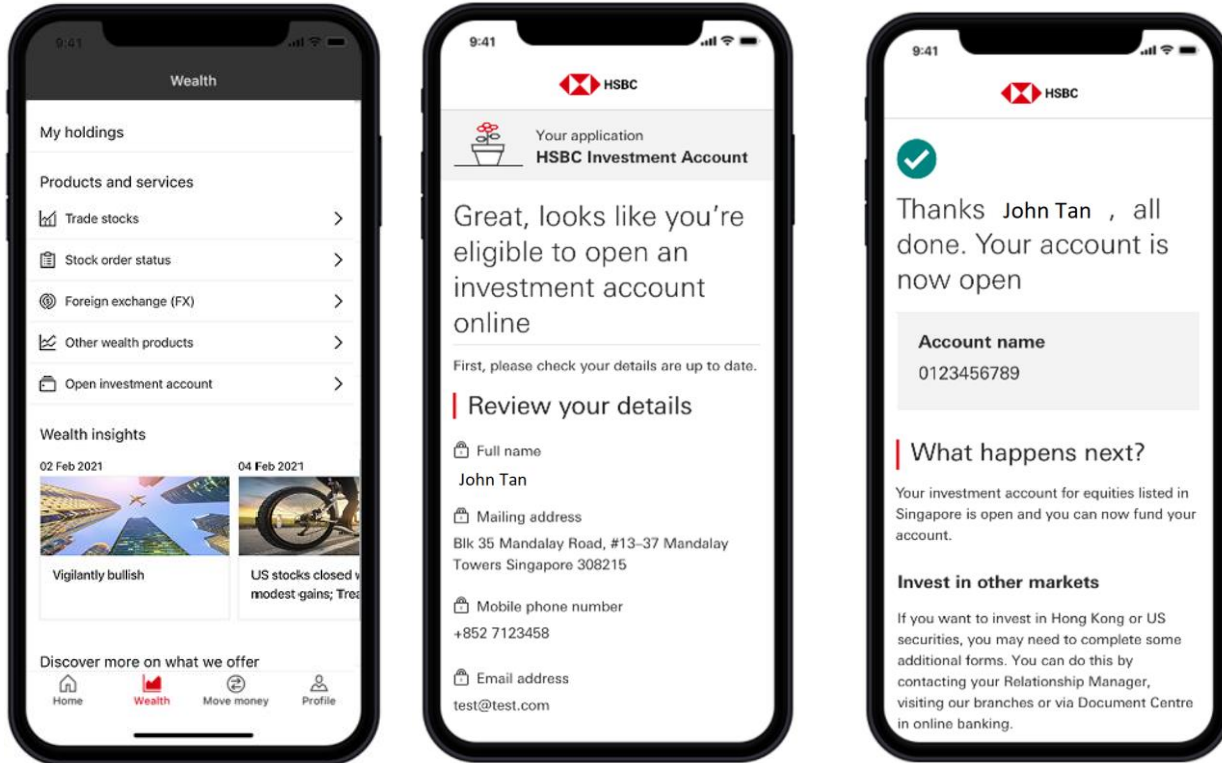 9:41
Wealth
My holdings
Products and services
Trade stocks
Stock order status
Foreign exchange (FX)
Other wealth products
Open investment account
Wealth insights
02 Feb 2021
04 Feb 2021
Vigilantly bullish
US stocks closed
modest gains; Trea
Discover more on what we offer
Home
Wealth
Move money
Profile
9:41
HSBC
Your application
HSBC Investment Account
Great, looks like you're
eligible to open an
investment account
online
First, please check your details are up to date.
Review your details
Full name
John Tan
Mailing address
Blk 35 Mandalay Road, #13–37 Mandalay
Towers Singapore 308215
Mobile phone number
+852 7123458
Email address
test@test.com
9:41
HSBC
Thanks John Tan , all
done. Your account is
now open
Account name
0123456789
What happens next?
Your investment account for equities listed in
Singapore is open and you can now fund your
account.
Invest in other markets
If you want to invest in Hong Kong or US
securities, you may need to complete some
additional forms. You can do this by
contacting your Relationship Manager,
visiting our branches or via Document Centre
in online banking.